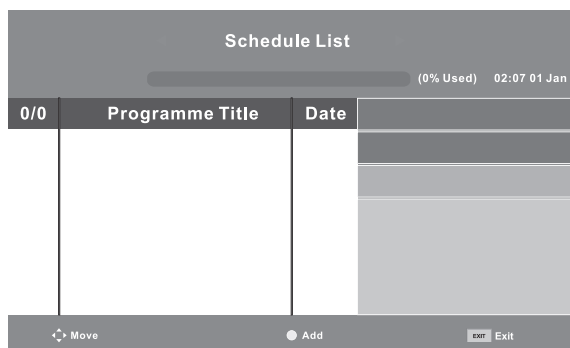 Schedule List
(0% Used) 02:07 01 Jan
0/0 Programme Title Date
Move Add EXIT Exit